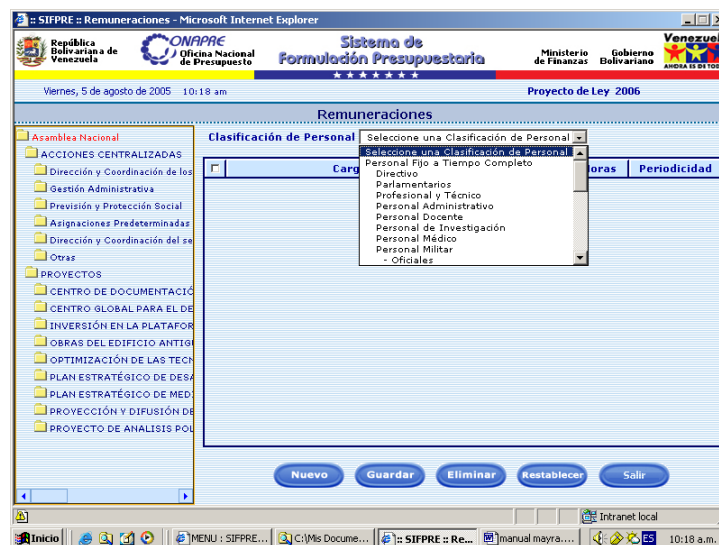 :: SIFPRE :: Remuneraciones - Microsoft Internet Explorer
República
Bolivariana de
Venezuela
ONAPRE
Oficina Nacional
de Presupuesto
Sistema de
Formulación Presupuestaria
Ministerio
de Finanzas
Gobierno
Bolivariano
Venezuel
AHORA ES DE TOD
Viernes, 5 de agosto de 2005 10:18 am
Proyecto de Ley 2006
Remuneraciones
Asamblea Nacional
ACCIONES CENTRALIZADAS
Dirección y Coordinación de los
Gestión Administrativa
Previsión y Protección Social
Asignaciones Predeterminadas
Dirección y Coordinación del se
Otras
PROYECTOS
CENTRO DE DOCUMENTACIÓ
CENTRO GLOBAL PARA EL DE
INVERSIÓN EN LA PLATAFOR
OBRAS DEL EDIFICIO ANTIG
OPTIMIZACIÓN DE LAS TECN
PLAN ESTRATÉGICO DE DESA
PLAN ESTRATÉGICO DE MED
PROYECCIÓN Y DIFUSIÓN DE
PROYECTO DE ANALISIS POL
Clasificación de Personal Seleccione una Clasificación de Personal
Seleccione una Clasificación de Personal
Personal Fijo a Tiempo Completo
Directivo
Parlamentarios
Profesional y Técnico
Personal Administrativo
Personal Docente
Personal de Investigación
Personal Médico
Personal Militar
- Oficiales
Carg
loras
Periodicidad
Nuevo Guardar Eliminar Restablecer Salir
Intranet local
Inicio MENU : SIFPRE... C:\Mis Docume... :: SIFPRE :: Re... manual mayra.... ES 10:18 a.m.